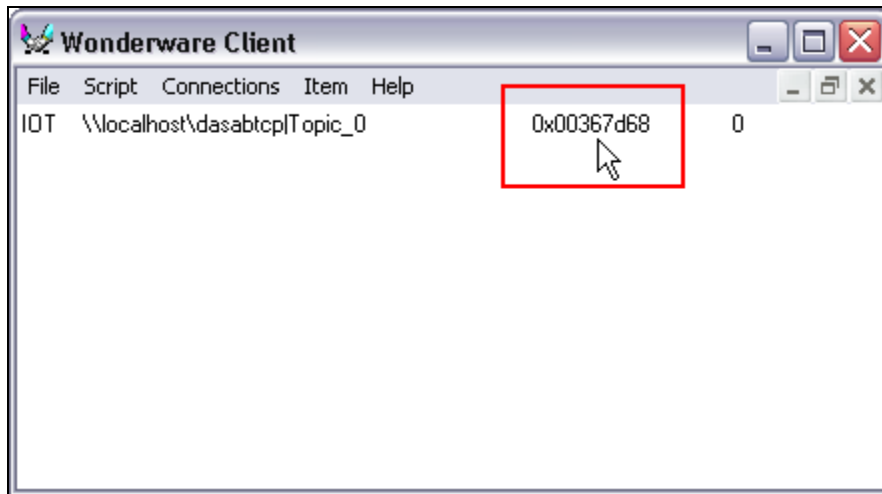 Wonderware Client
File Script Connections Item Help
IOT \\localhost\dasabtcp|Topic_0 0x00367d68 0